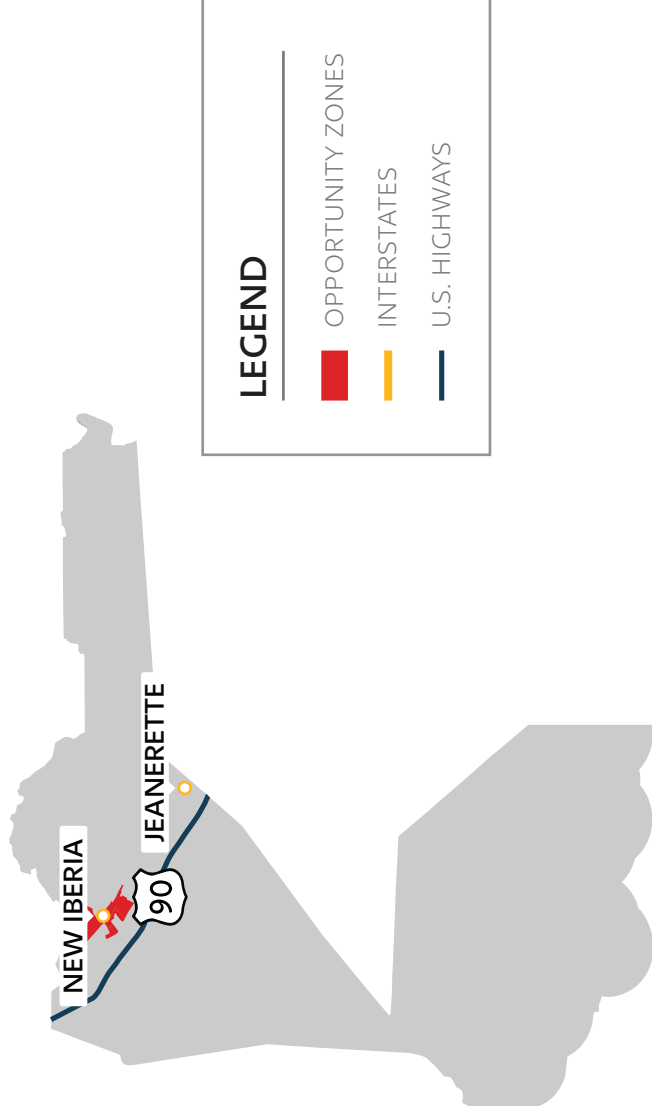 NEW IBERIA
JEANERETTE
90
LEGEND
OPPORTUNITY ZONES
INTERSTATES
U.S. HIGHWAYS